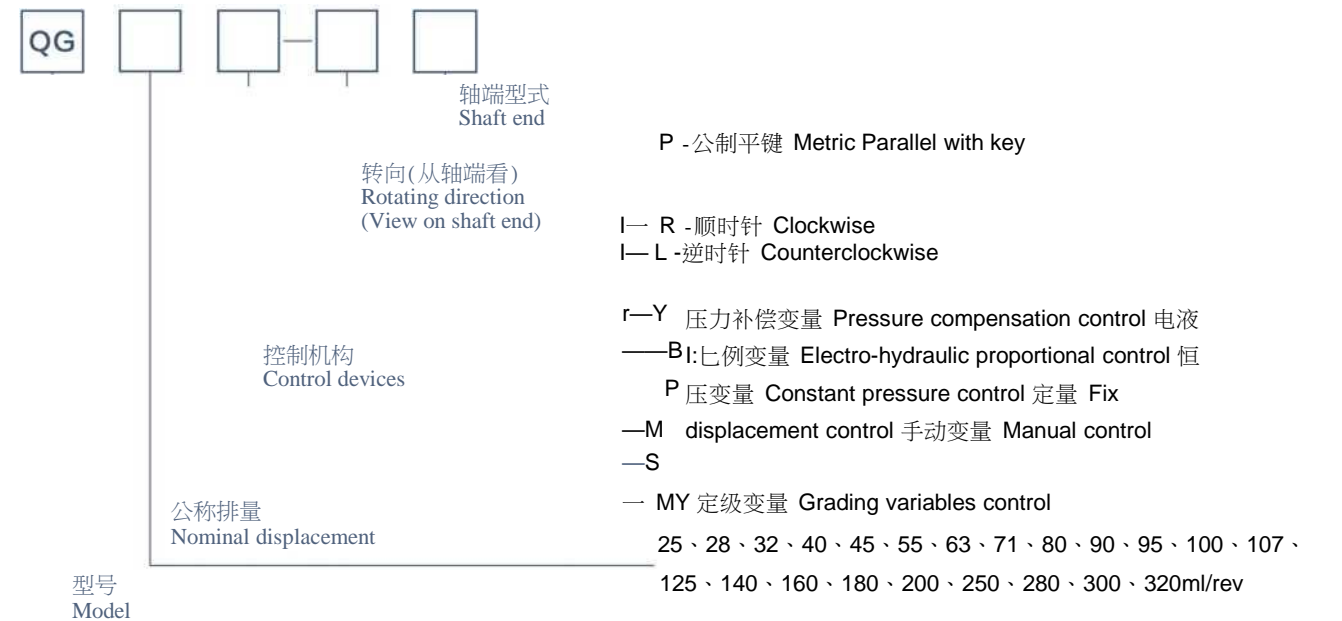 QG
轴端型式
Shaft end
P -公制平键 Metric Parallel with key
转向(从轴端看)
Rotating direction
(View on shaft end)
I一 R -顺时针 Clockwise
I— L -逆时针 Counterclockwise
r—Y 压力补偿变量 Pressure compensation control 电液
——B I:匕例变量 Electro-hydraulic proportional control 恒
P 压变量 Constant pressure control 定量 Fix
—M displacement control 手动变量 Manual control
—S
控制机构
Control devices
一 MY 定级变量 Grading variables control
公称排量
Nominal displacement
25、28、32、40、45、55、63、71、80、90、95、100、107、
125、140、160、180、200、250、280、300、320ml/rev
型号
Model